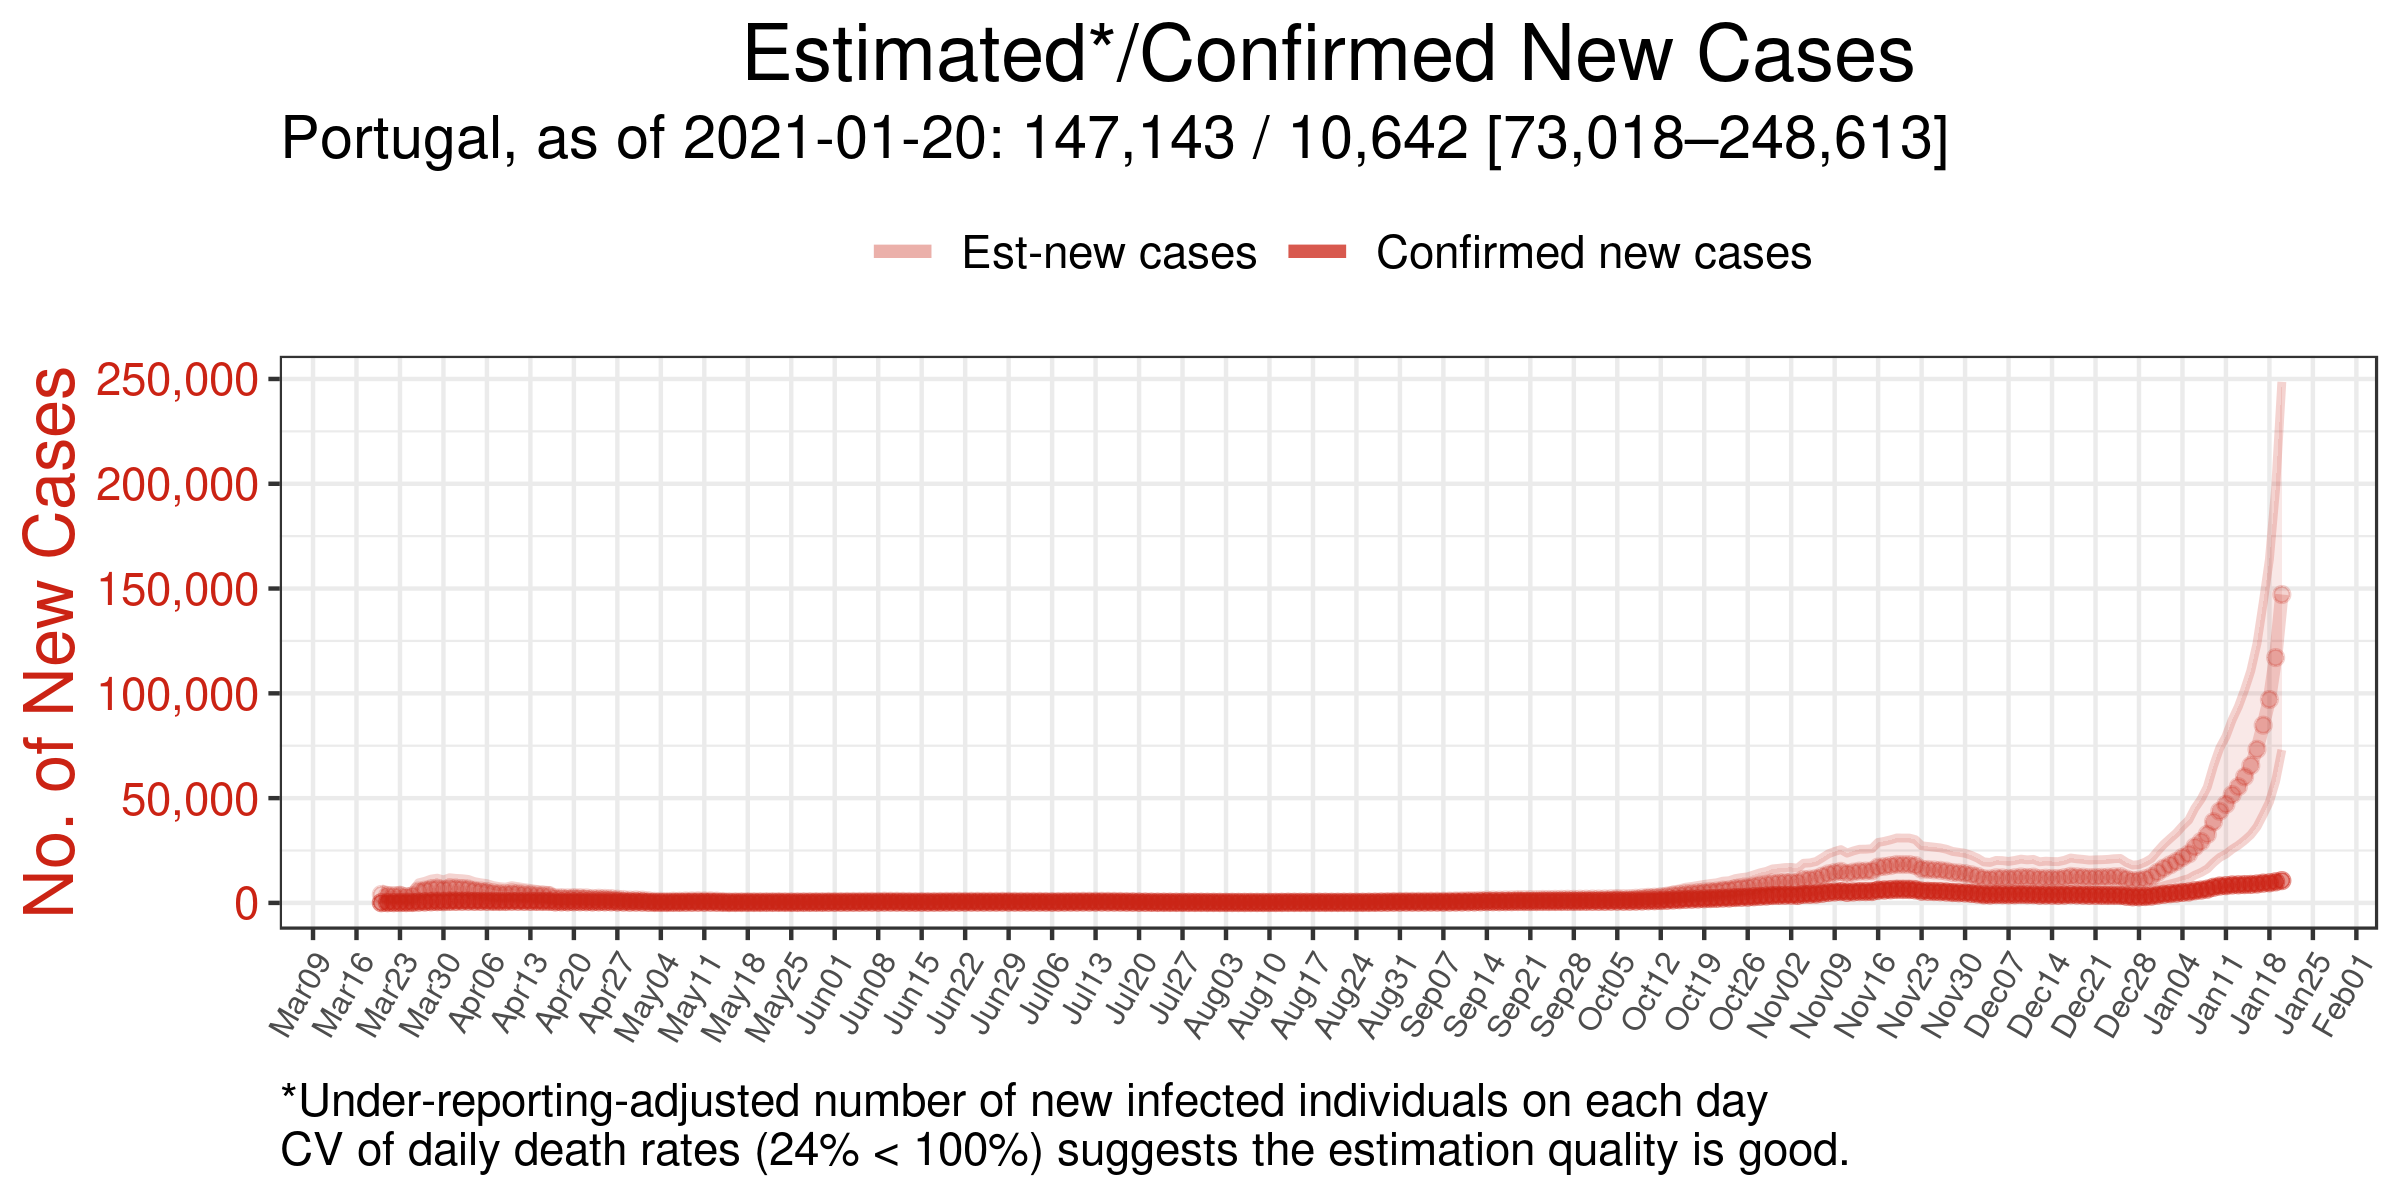 Estimated*/Confirmed New Cases
Portugal, as of 2021-01-20: 147,143 / 10,642 [73,018–248,613]
Est-new cases
Confirmed new cases
No. of New Cases
250,000
200,000
150,000
100,000
50,000
0
Mar09
Mar16
Mar23
Mar30
Apr06
Apr13
Apr20
Apr27
May04
May11
May18
May25
Jun01
Jun08
Jun15
Jun22
Jun29
Jul06
Jul13
Jul20
Jul27
Aug03
Aug10
Aug17
Aug24
Aug31
Sep07
Sep14
Sep21
Sep28
Oct05
Oct12
Oct19
Oct26
Nov02
Nov09
Nov16
Nov23
Nov30
Dec07
Dec14
Dec21
Dec28
Jan04
Jan11
Jan18
Jan25
Feb01
*Under-reporting-adjusted number of new infected individuals on each day
CV of daily death rates (24% < 100%) suggests the estimation quality is good.